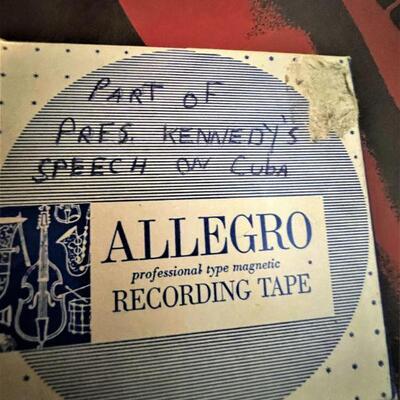 PART OF
PRES. KENNEDY'S
SPEECH ON CUBA
ALLEGRO
professional type magnetic
RECORDING TAPE